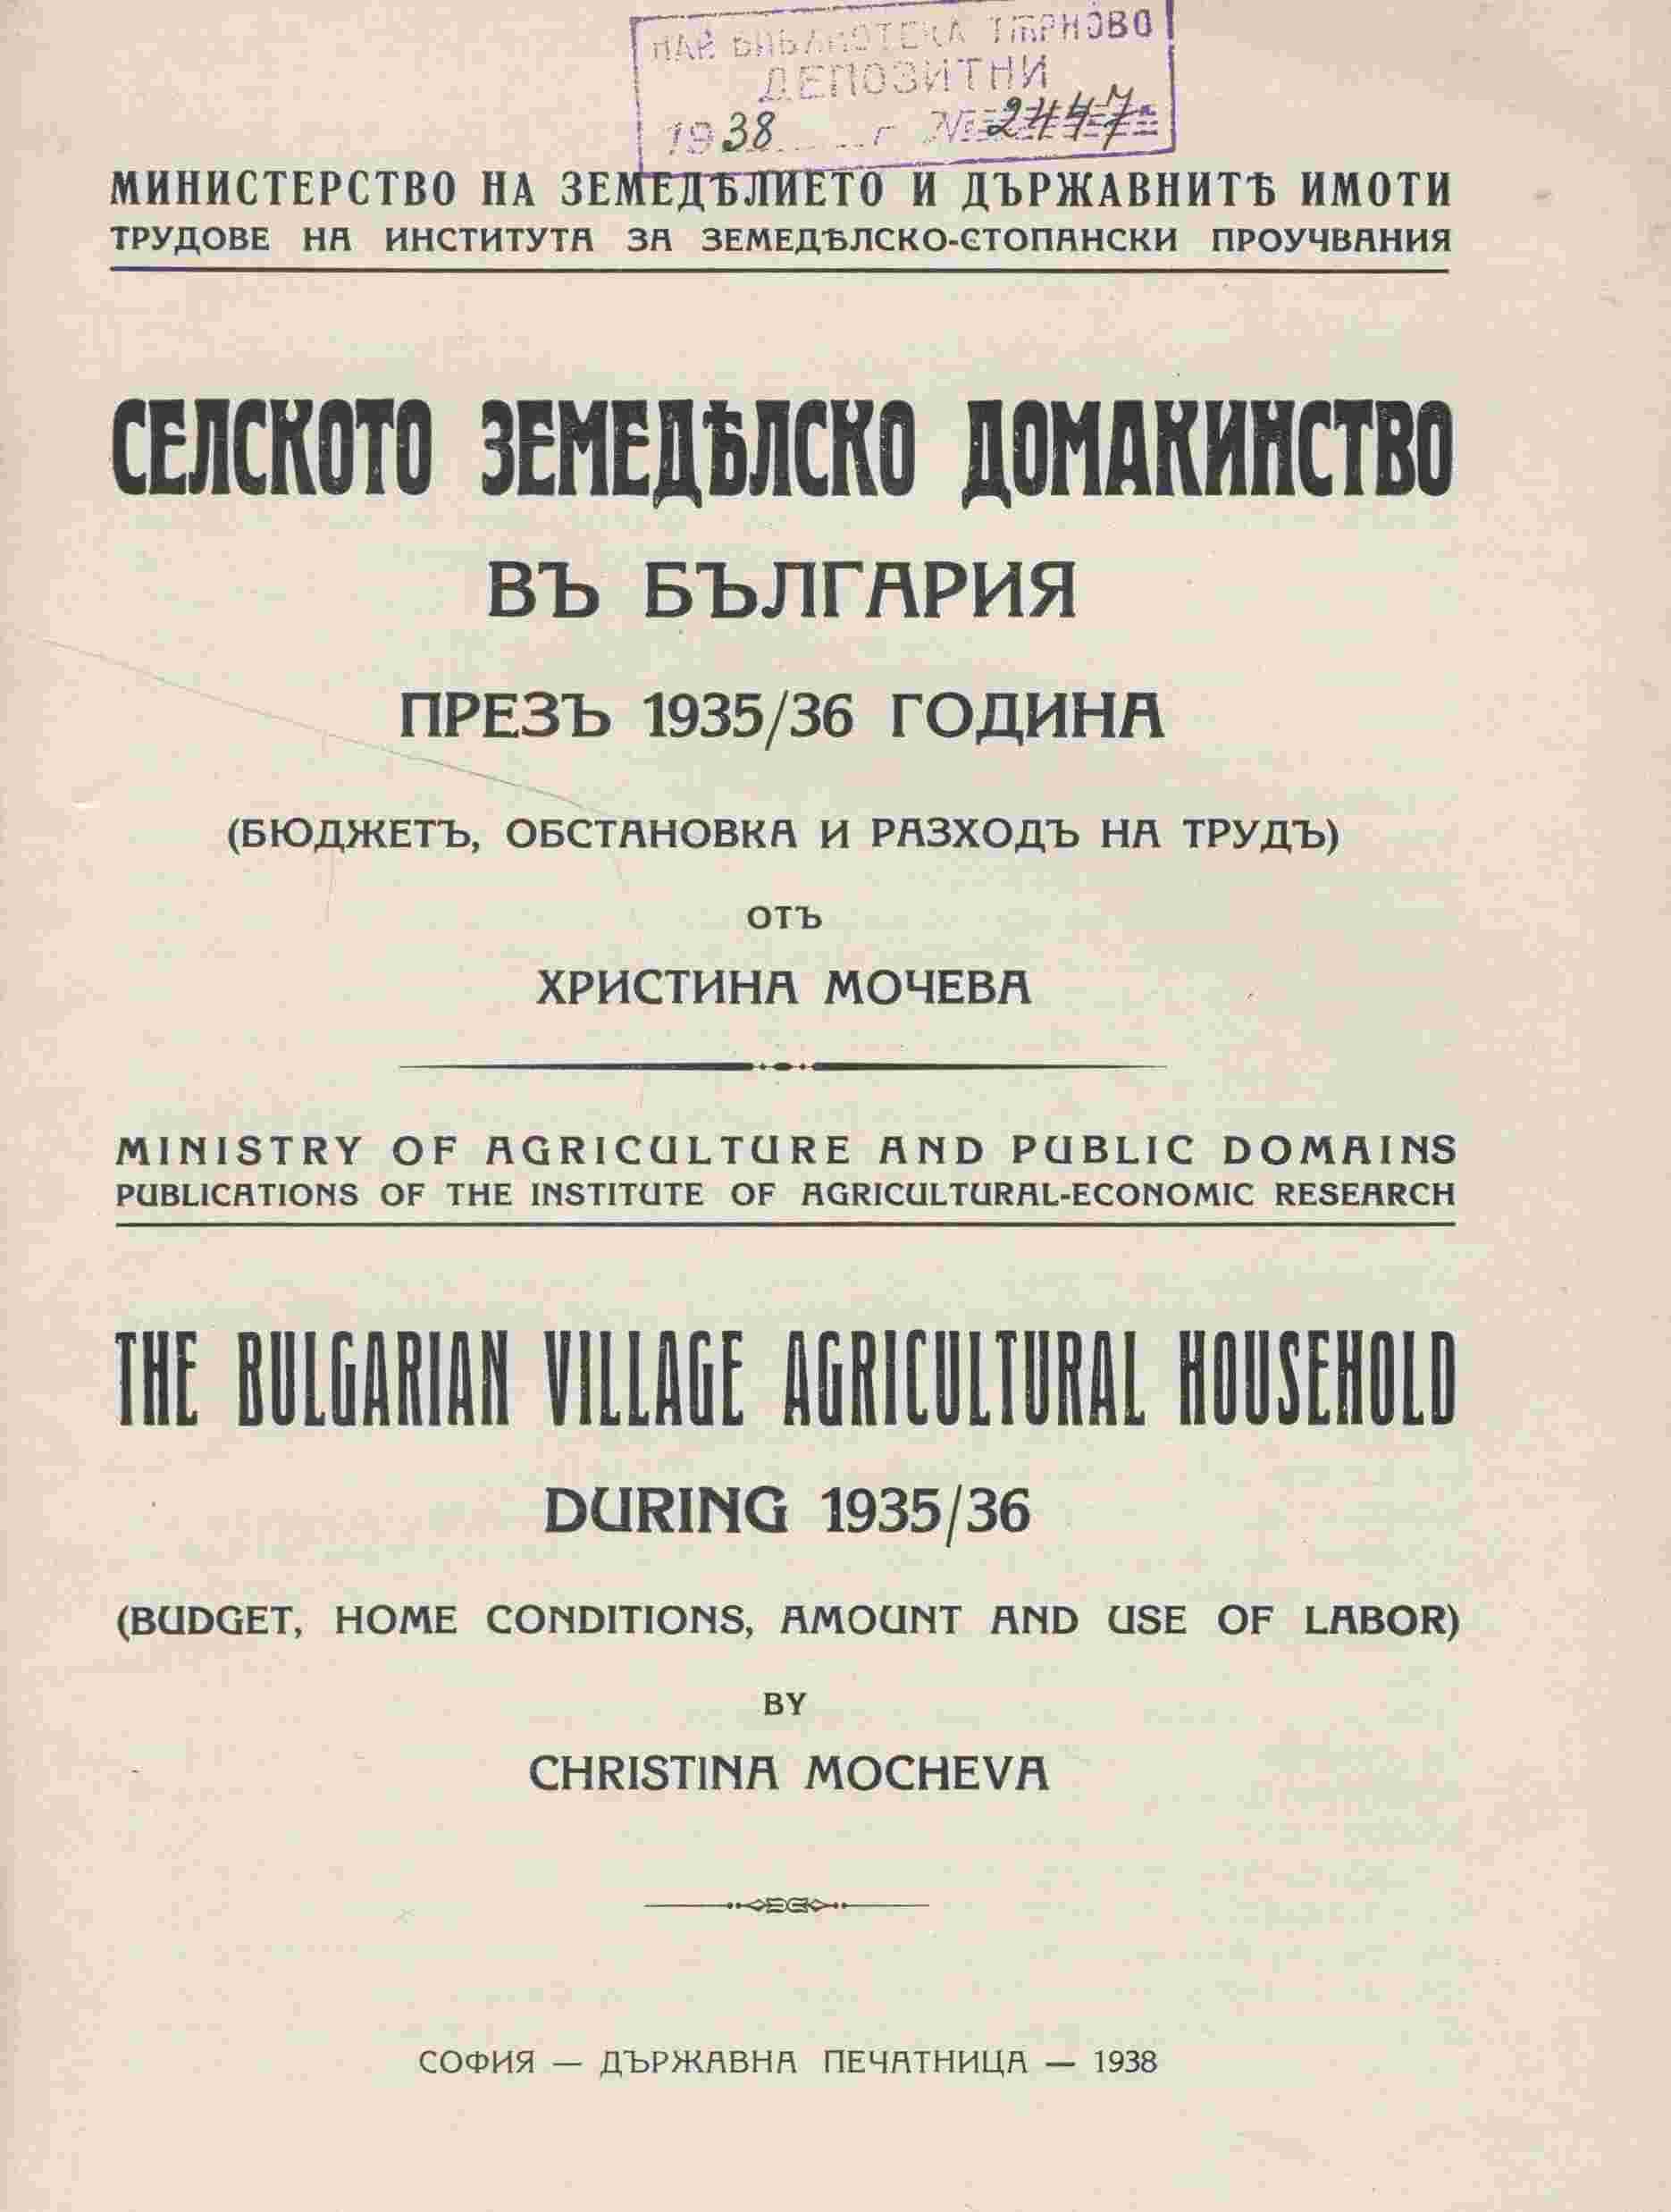 НАР. БИБЛИОТЕКА ТЪРНОВО
ДЕПОЗИТНИ
1938 г. № 2447
МИНИСТЕРСТВО НА ЗЕМЕДѢЛИЕТО И ДЪРЖАВНИТѢ ИМОТИ
ТРУДОВЕ НА ИНСТИТУТА ЗА ЗЕМЕДѢЛСКО-СТОПАНСКИ ПРОУЧВАНИЯ
СЕЛСКОТО ЗЕМЕДѢЛСКО ДОМАКИНСТВО
ВЪ БЪЛГАРИЯ
ПРЕЗЪ 1935/36 ГОДИНА
(БЮДЖЕТЪ, ОБСТАНОВКА И РАЗХОДЪ НА ТРУДЪ)
ОТЪ
ХРИСТИНА МОЧЕВА
MINISTRY OF AGRICULTURE AND PUBLIC DOMAINS
PUBLICATIONS OF THE INSTITUTE OF AGRICULTURAL-ECONOMIC RESEARCH
THE BULGARIAN VILLAGE AGRICULTURAL HOUSEHOLD
DURING 1935/36
(BUDGET, HOME CONDITIONS, AMOUNT AND USE OF LABOR)
BY
CHRISTINA MOCHEVA
СОФИЯ — ДЪРЖАВНА ПЕЧАТНИЦА — 1938